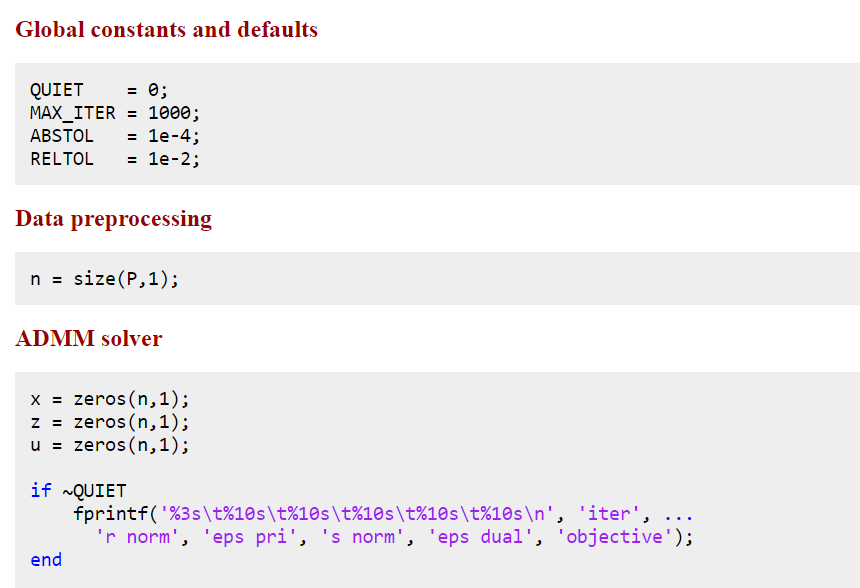 Global constants and defaults
QUIET    = 0;
MAX_ITER = 1000;
ABSTOL   = 1e-4;
RELTOL   = 1e-2;
Data preprocessing
n = size(P,1);
ADMM solver
x = zeros(n,1);
z = zeros(n,1);
u = zeros(n,1);
if ~QUIET
    fprintf('%3s\t%10s\t%10s\t%10s\t%10s\t%10s\n', 'iter', ...
      'r norm', 'eps pri', 's norm', 'eps dual', 'objective');
end